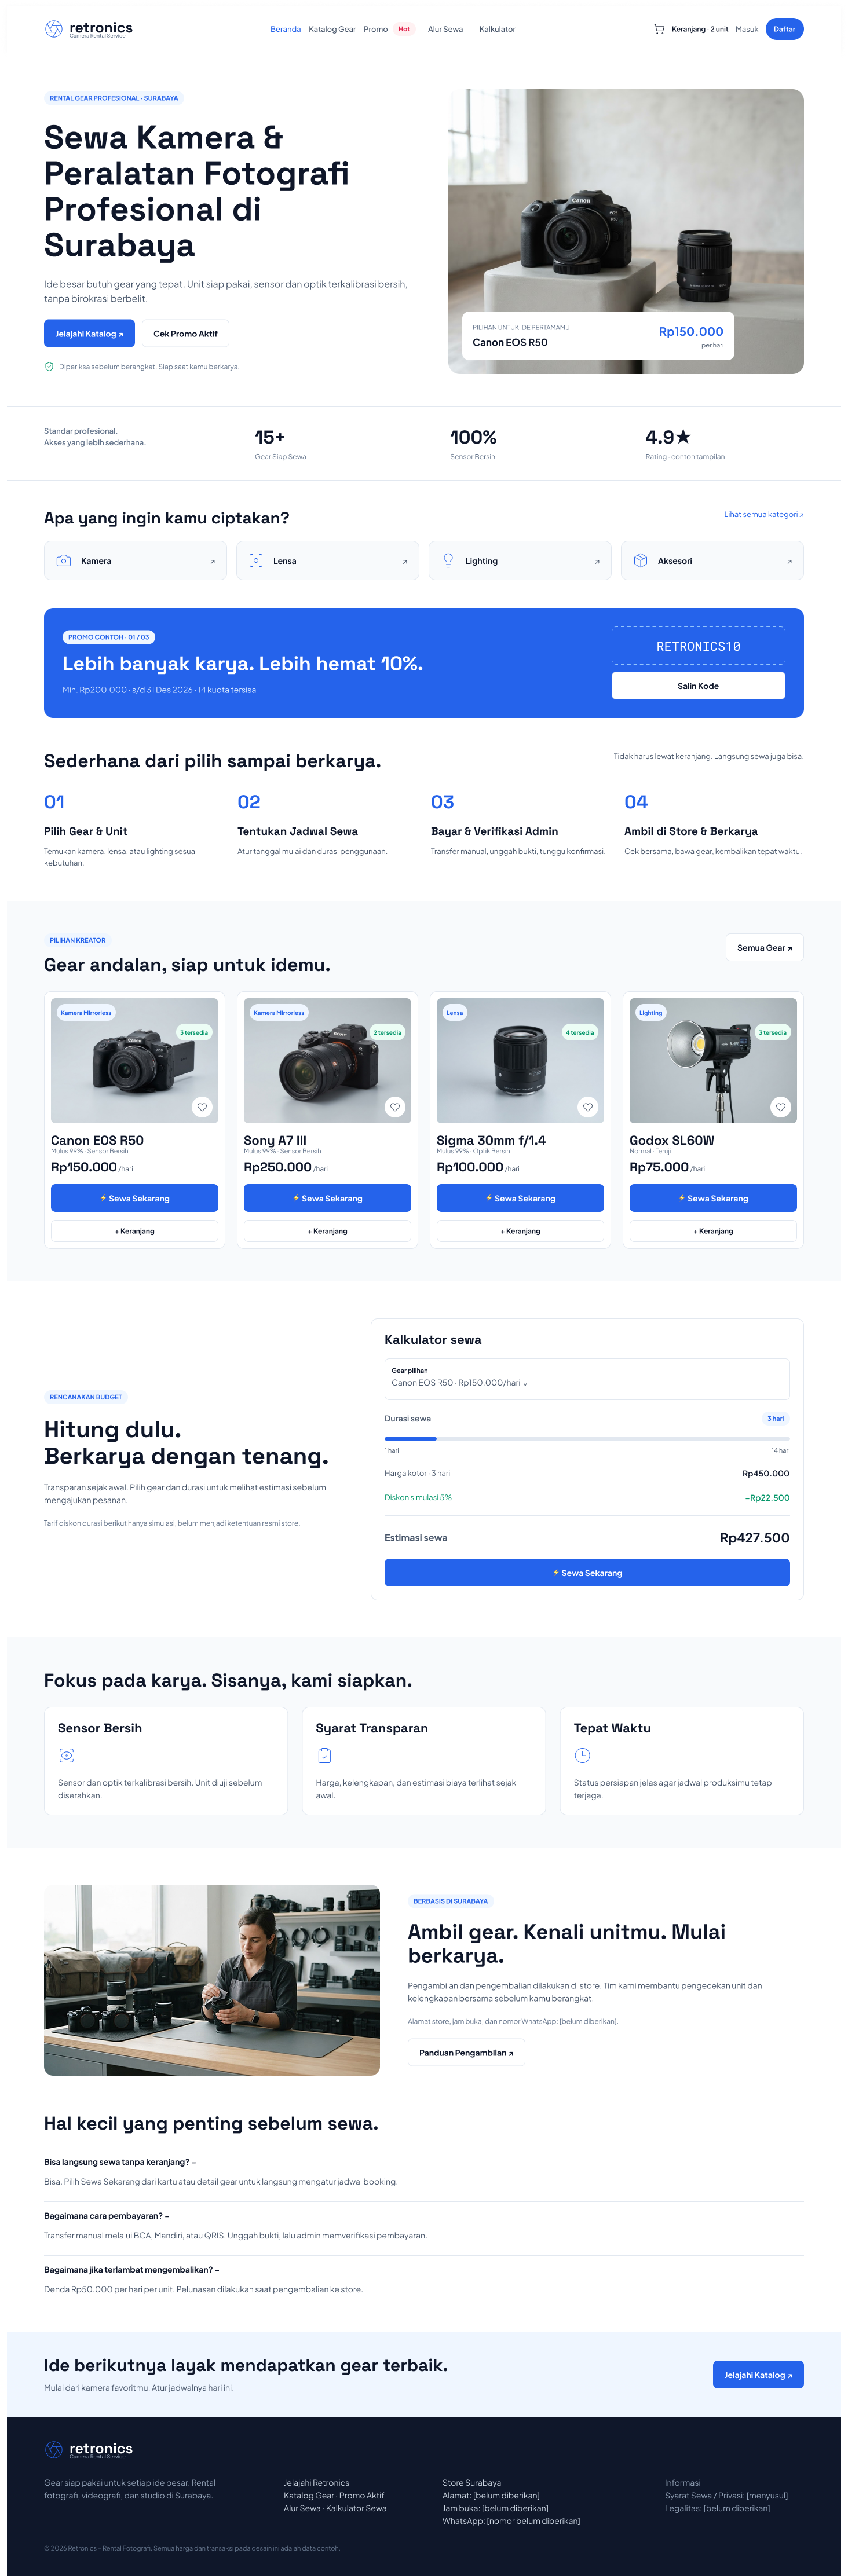 retronics
Camera Rental Service
Beranda
Katalog Gear
Promo
Hot
Alur Sewa
Kalkulator
Keranjang · 2 unit
Masuk
Daftar
RENTAL GEAR PROFESIONAL · SURABAYA
Sewa Kamera &
Peralatan Fotografi
Profesional di
Surabaya
Ide besar butuh gear yang tepat. Unit siap pakai, sensor dan optik terkalibrasi bersih,
tanpa birokrasi berbelit.
Jelajahi Katalog ↗
Cek Promo Aktif
Diperiksa sebelum berangkat. Siap saat kamu berkarya.
Canon
PILIHAN UNTUK IDE PERTAMAMU
Canon EOS R50
Rp150.000
per hari
Standar profesional.
Akses yang lebih sederhana.
15+
Gear Siap Sewa
100%
Sensor Bersih
4.9★
Rating · contoh tampilan
Apa yang ingin kamu ciptakan?
Lihat semua kategori ↗
Kamera ↗
Lensa ↗
Lighting ↗
Aksesori ↗
PROMO CONTOH · 01 / 03
Lebih banyak karya. Lebih hemat 10%.
Min. Rp200.000 · s/d 31 Des 2026 · 14 kuota tersisa
RETRONICS10
Salin Kode
Sederhana dari pilih sampai berkarya.
Tidak harus lewat keranjang. Langsung sewa juga bisa.
01
Pilih Gear & Unit
Temukan kamera, lensa, atau lighting sesuai
kebutuhan.
02
Tentukan Jadwal Sewa
Atur tanggal mulai dan durasi penggunaan.
03
Bayar & Verifikasi Admin
Transfer manual, unggah bukti, tunggu konfirmasi.
04
Ambil di Store & Berkarya
Cek bersama, bawa gear, kembalikan tepat waktu.
PILIHAN KREATOR
Gear andalan, siap untuk idemu.
Semua Gear ↗
Kamera Mirrorless
3 tersedia
Canon EOS R50
Mulus 99% · Sensor Bersih
Rp150.000 /hari
⚡ Sewa Sekarang
+ Keranjang
Kamera Mirrorless
2 tersedia
SONY
Sony A7 III
Mulus 99% · Sensor Bersih
Rp250.000 /hari
⚡ Sewa Sekarang
+ Keranjang
Lensa
4 tersedia
Sigma 30mm f/1.4
Mulus 99% · Optik Bersih
Rp100.000 /hari
⚡ Sewa Sekarang
+ Keranjang
Lighting
3 tersedia
Godox SL60W
Normal · Teruji
Rp75.000 /hari
⚡ Sewa Sekarang
+ Keranjang
RENCANAKAN BUDGET
Hitung dulu.
Berkarya dengan tenang.
Transparan sejak awal. Pilih gear dan durasi untuk melihat estimasi sebelum
mengajukan pesanan.
Tarif diskon durasi berikut hanya simulasi, belum menjadi ketentuan resmi store.
Kalkulator sewa
Gear pilihan
Canon EOS R50 · Rp150.000/hari
Durasi sewa
3 hari
1 hari
14 hari
Harga kotor · 3 hari
Rp450.000
Diskon simulasi 5%
−Rp22.500
Estimasi sewa
Rp427.500
⚡ Sewa Sekarang
Fokus pada karya. Sisanya, kami siapkan.
Sensor Bersih
Sensor dan optik terkalibrasi bersih. Unit diuji sebelum
diserahkan.
Syarat Transparan
Harga, kelengkapan, dan estimasi biaya terlihat sejak
awal.
Tepat Waktu
Status persiapan jelas agar jadwal produksimu tetap
terjaga.
BERBASIS DI SURABAYA
Ambil gear. Kenali unitmu. Mulai
berkarya.
Pengambilan dan pengembalian dilakukan di store. Tim kami membantu pengecekan unit dan
kelengkapan bersama sebelum kamu berangkat.
Alamat store, jam buka, dan nomor WhatsApp: [belum diberikan].
Panduan Pengambilan ↗
Hal kecil yang penting sebelum sewa.
Bisa langsung sewa tanpa keranjang? −
Bisa. Pilih Sewa Sekarang dari kartu atau detail gear untuk langsung mengatur jadwal booking.
Bagaimana cara pembayaran? −
Transfer manual melalui BCA, Mandiri, atau QRIS. Unggah bukti, lalu admin memverifikasi pembayaran.
Bagaimana jika terlambat mengembalikan? −
Denda Rp50.000 per hari per unit. Pelunasan dilakukan saat pengembalian ke store.
Ide berikutnya layak mendapatkan gear terbaik.
Mulai dari kamera favoritmu. Atur jadwalnya hari ini.
Jelajahi Katalog ↗
retronics
Camera Rental Service
Gear siap pakai untuk setiap ide besar. Rental
fotografi, videografi, dan studio di Surabaya.
Jelajahi Retronics
Katalog Gear · Promo Aktif
Alur Sewa · Kalkulator Sewa
Store Surabaya
Alamat: [belum diberikan]
Jam buka: [belum diberikan]
WhatsApp: [nomor belum diberikan]
Informasi
Syarat Sewa / Privasi: [menyusul]
Legalitas: [belum diberikan]
© 2026 Retronics – Rental Fotografi. Semua harga dan transaksi pada desain ini adalah data contoh.